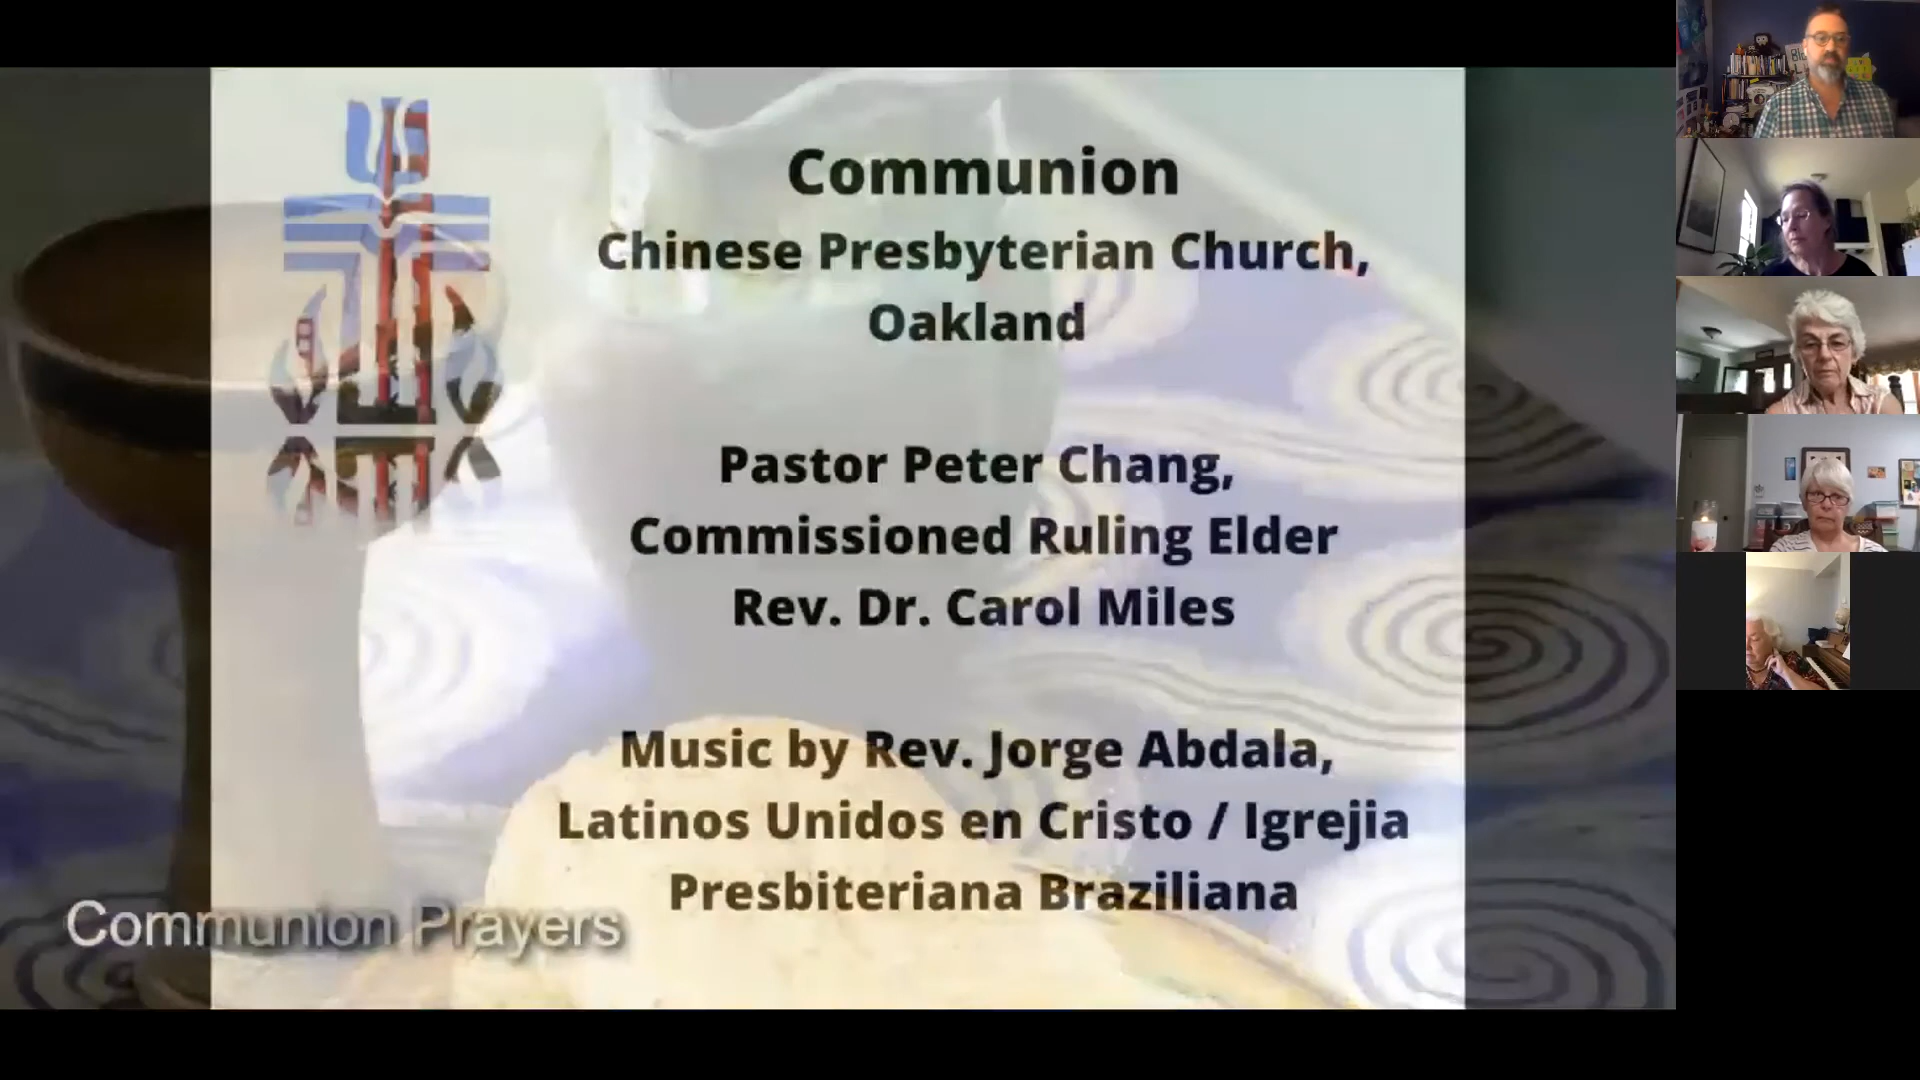 Communion
Chinese Presbyterian Church,
Oakland
Pastor Peter Chang,
Commissioned Ruling Elder
Rev. Dr. Carol Miles
Music by Rev. Jorge Abdala,
Latinos Unidos en Cristo / Igrejia
Presbiteriana Braziliana
Communion Prayers